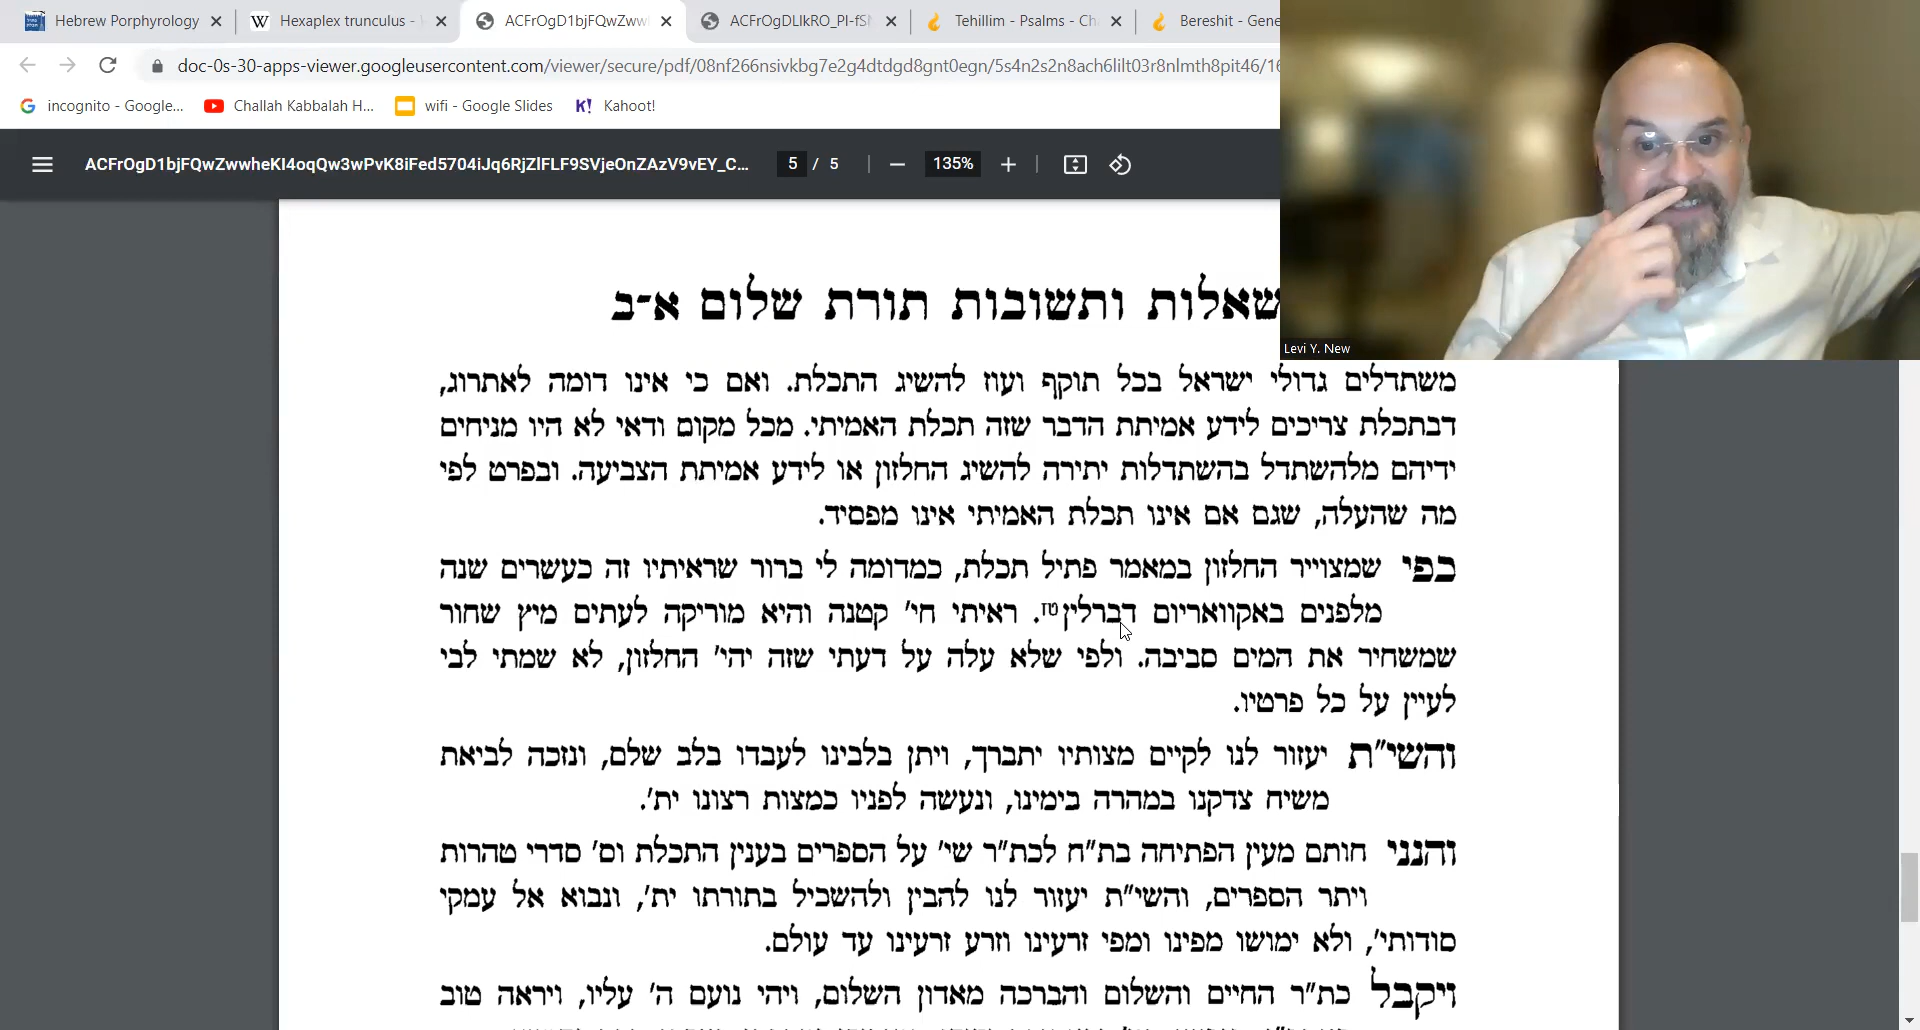 Hebrew Porphyrology
Hexaplex trunculus -
ACFrOgD1bjFQwZww
ACFrOgDLlkRO_PI-fSI
Tehillim - Psalms - Ch
Bereshit - Gene
doc-0s-30-apps-viewer.googleusercontent.com/viewer/secure/pdf/08nf266nsivkbg7e2g4dtdgd8gnt0egn/5s4n2s2n8ach6lilt03r8nlmth8pit46/16
incognito - Google...
Challah Kabbalah H...
wifi - Google Slides
Kahoot!
ACFrOgD1bjFQwZwwheKI4oqQw3wPvK8iFed5704iJq6RjZlFLF9SVjeOnZAzV9vEY_C...
5 / 5
135%
Levi Y. New
שאלות ותשובות תורת שלום א-ב
משתדלים גדולי ישראל בכל תוקף ועוז להשיג התכלת. ואם כי אינו דומה לאתרוג,
דבתכלת צריכים לידע אמיתת הדבר שזה תכלת האמיתי. מכל מקום ודאי לא היו מניחים
ידיהם מלהשתדל בהשתדלות יתירה להשיג החלזון או לידע אמיתת הצביעה. ובפרט לפי
מה שהעלה, שגם אם אינו תכלת האמיתי אינו מפסיד.
כפי שמצוייר החלזון במאמר פתיל תכלת, כמדומה לי ברור שראיתיו זה כעשרים שנה
מלפנים באקוואריום דברלין טז. ראיתי חי' קטנה והיא מוריקה לעתים מיץ שחור
שמשחיר את המים סביבה. ולפי שלא עלה על דעתי שזה יהי' החלזון, לא שמתי לבי
לעיין על כל פרטיו.
והשי"ת יעזור לנו לקיים מצותיו יתברך, ויתן בלבינו לעבדו בלב שלם, ונזכה לביאת
משיח צדקנו במהרה בימינו, ונעשה לפניו כמצות רצונו ית'.
והנני חותם מעין הפתיחה בת"ח לכת"ר שי' על הספרים בענין התכלת וס' סדרי טהרות
ויתר הספרים, והשי"ת יעזור לנו להבין ולהשכיל בתורתו ית', ונבוא אל עמקי
סודותי', ולא ימושו מפינו ומפי זרעינו וזרע זרעינו עד עולם.
ויקבל כת"ר החיים והשלום והברכה מאדון השלום, ויהי נועם ה' עליו, ויראה טוב